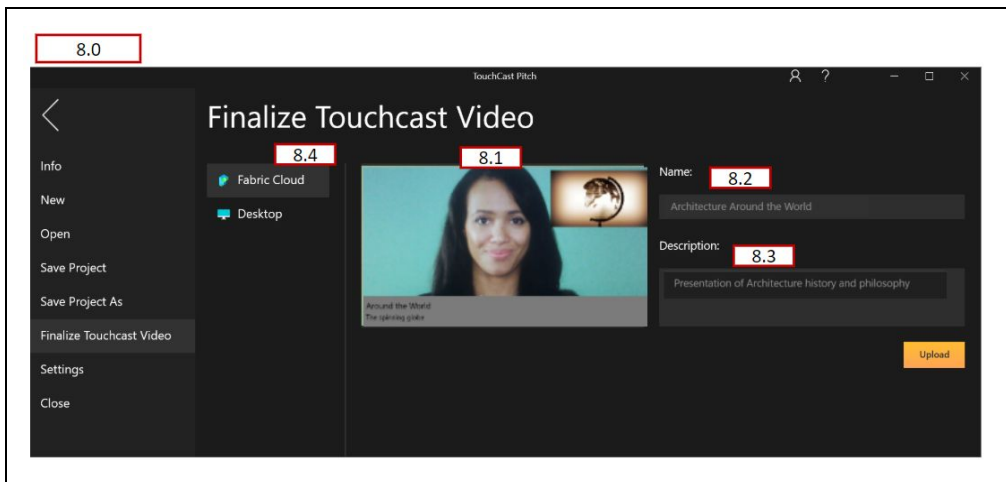 8.0
TouchCast Pitch
?
Finalize Touchcast Video
Info
New
Open
Save Project
Save Project As
Finalize Touchcast Video
Settings
Close
8.4
Fabric Cloud
Desktop
8.1
Around the World
The spinning globe
Name:
8.2
Architecture Around the World
Description:
8.3
Presentation of Architecture history and philosophy
Upload